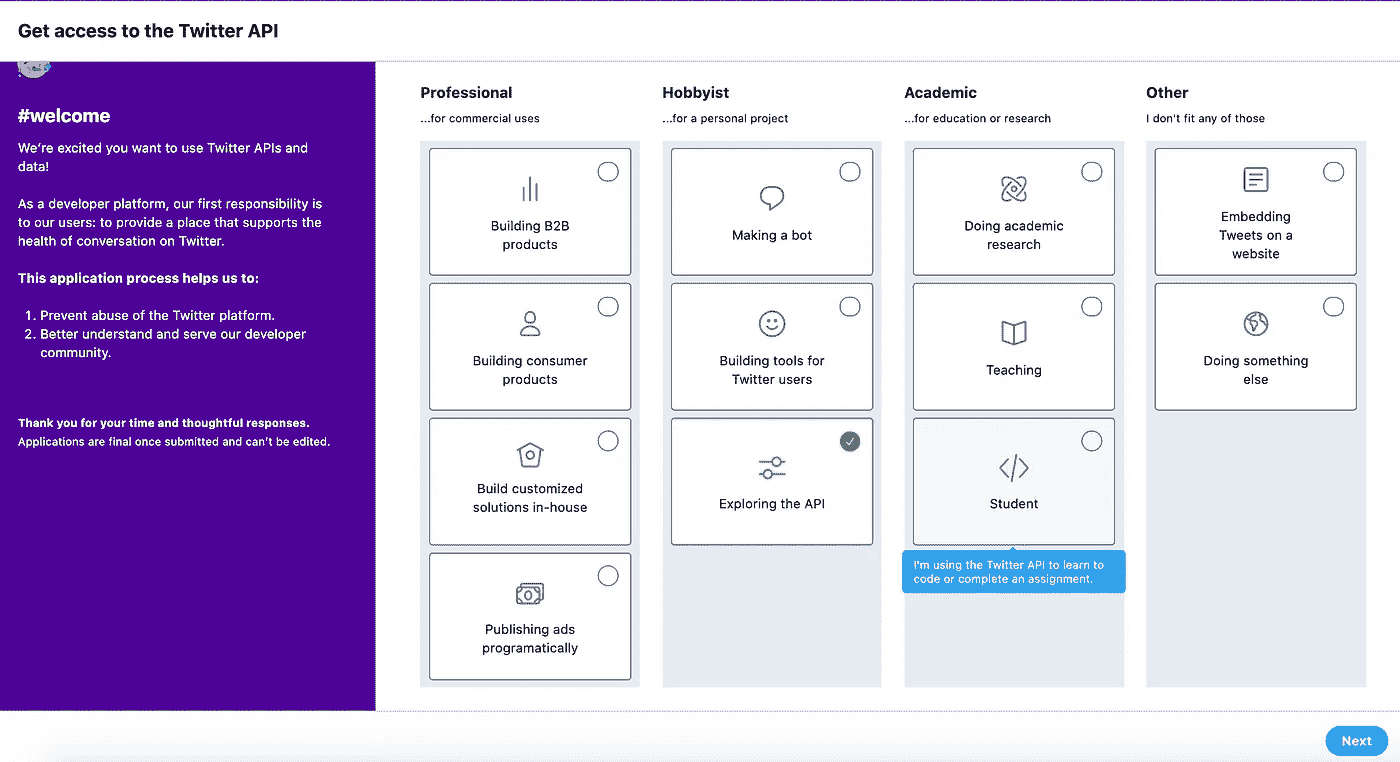 Get access to the Twitter API
#welcome
We're excited you want to use Twitter APIs and
data!
As a developer platform, our first responsibility is
to our users: to provide a place that supports the
health of conversation on Twitter.
This application process helps us to:
1. Prevent abuse of the Twitter platform.
2. Better understand and serve our developer
community.
Thank you for your time and thoughtful responses.
Applications are final once submitted and can't be edited.
Professional
...for commercial uses
Building B2B
products
Building consumer
products
Build customized
solutions in-house
Publishing ads
programatically
Hobbyist
...for a personal project
Making a bot
Building tools for
Twitter users
Exploring the API
Academic
...for education or research
Doing academic
research
Teaching
Student
I'm using the Twitter API to learn to
code or complete an assignment.
Other
I don't fit any of those
Embedding
Tweets on a
website
Doing something
else
Next